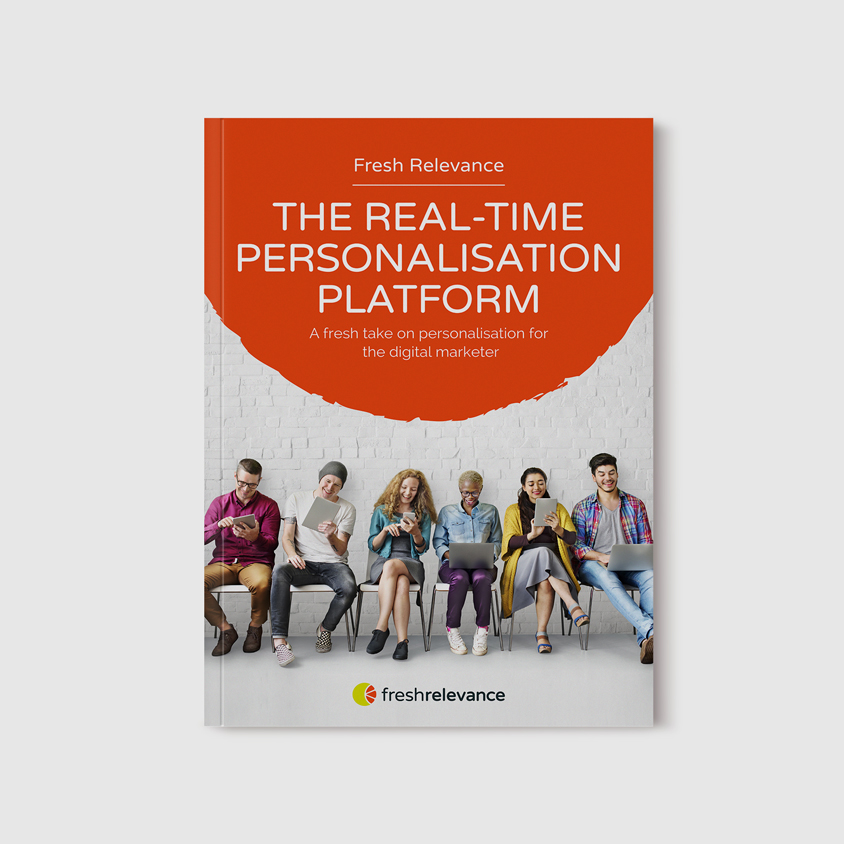 Fresh Relevance
THE REAL-TIME
PERSONALISATION
PLATFORM
A fresh take on personalisation for
the digital marketer
freshrelevance